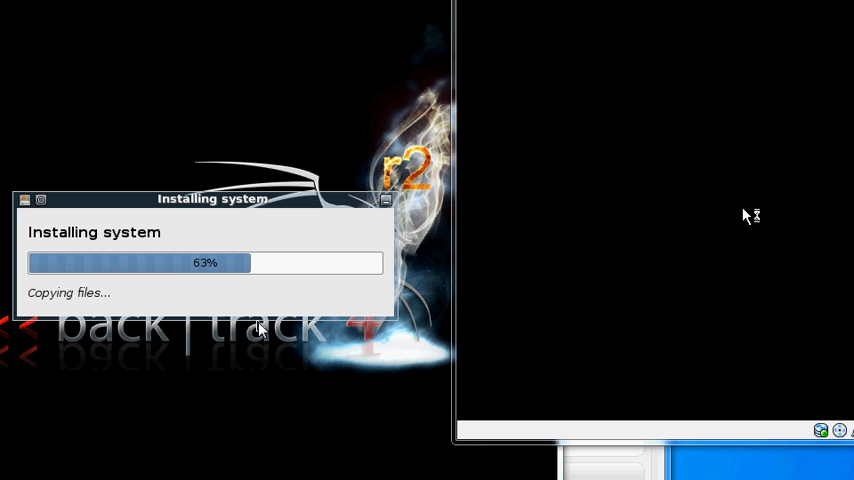 r2
Installing system
Installing system
63%
Copying files...
<< back | track 4